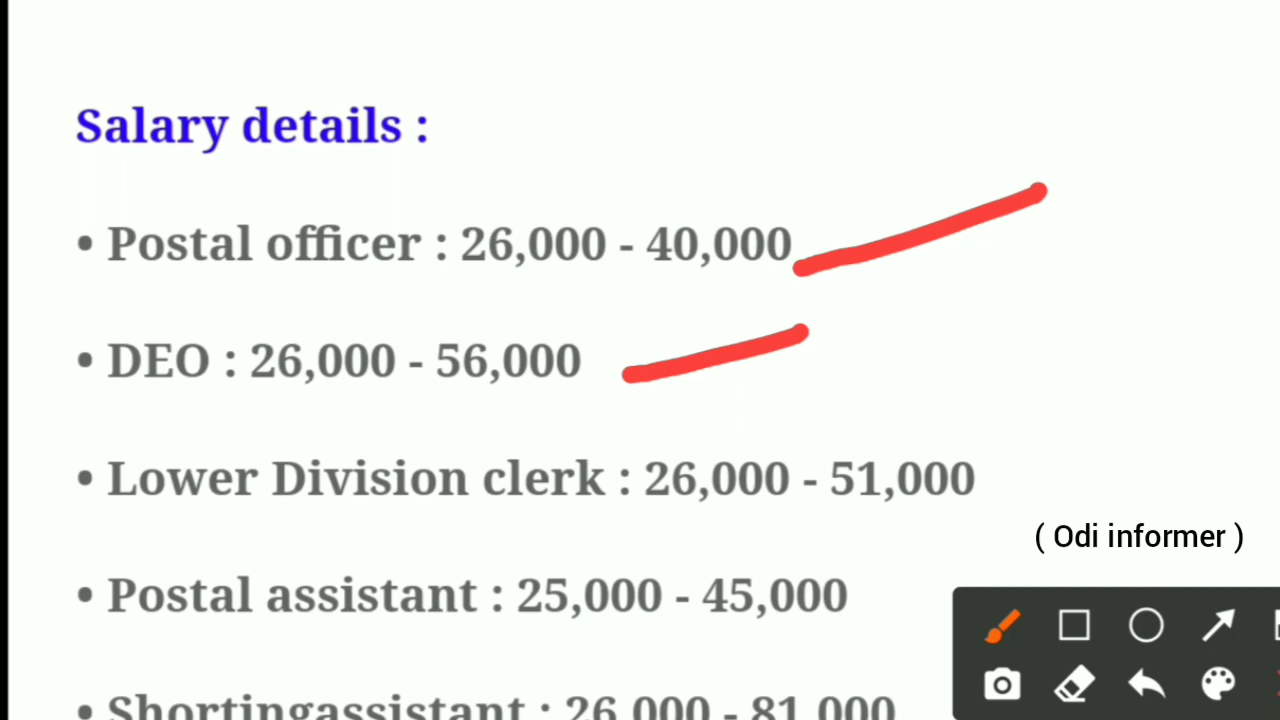 Salary details :
• Postal officer : 26,000 - 40,000
• DEO : 26,000 - 56,000
• Lower Division clerk : 26,000 - 51,000
( Odi informer )
• Postal assistant : 25,000 - 45,000
• Shortingassistant : 26,000 - 81,000